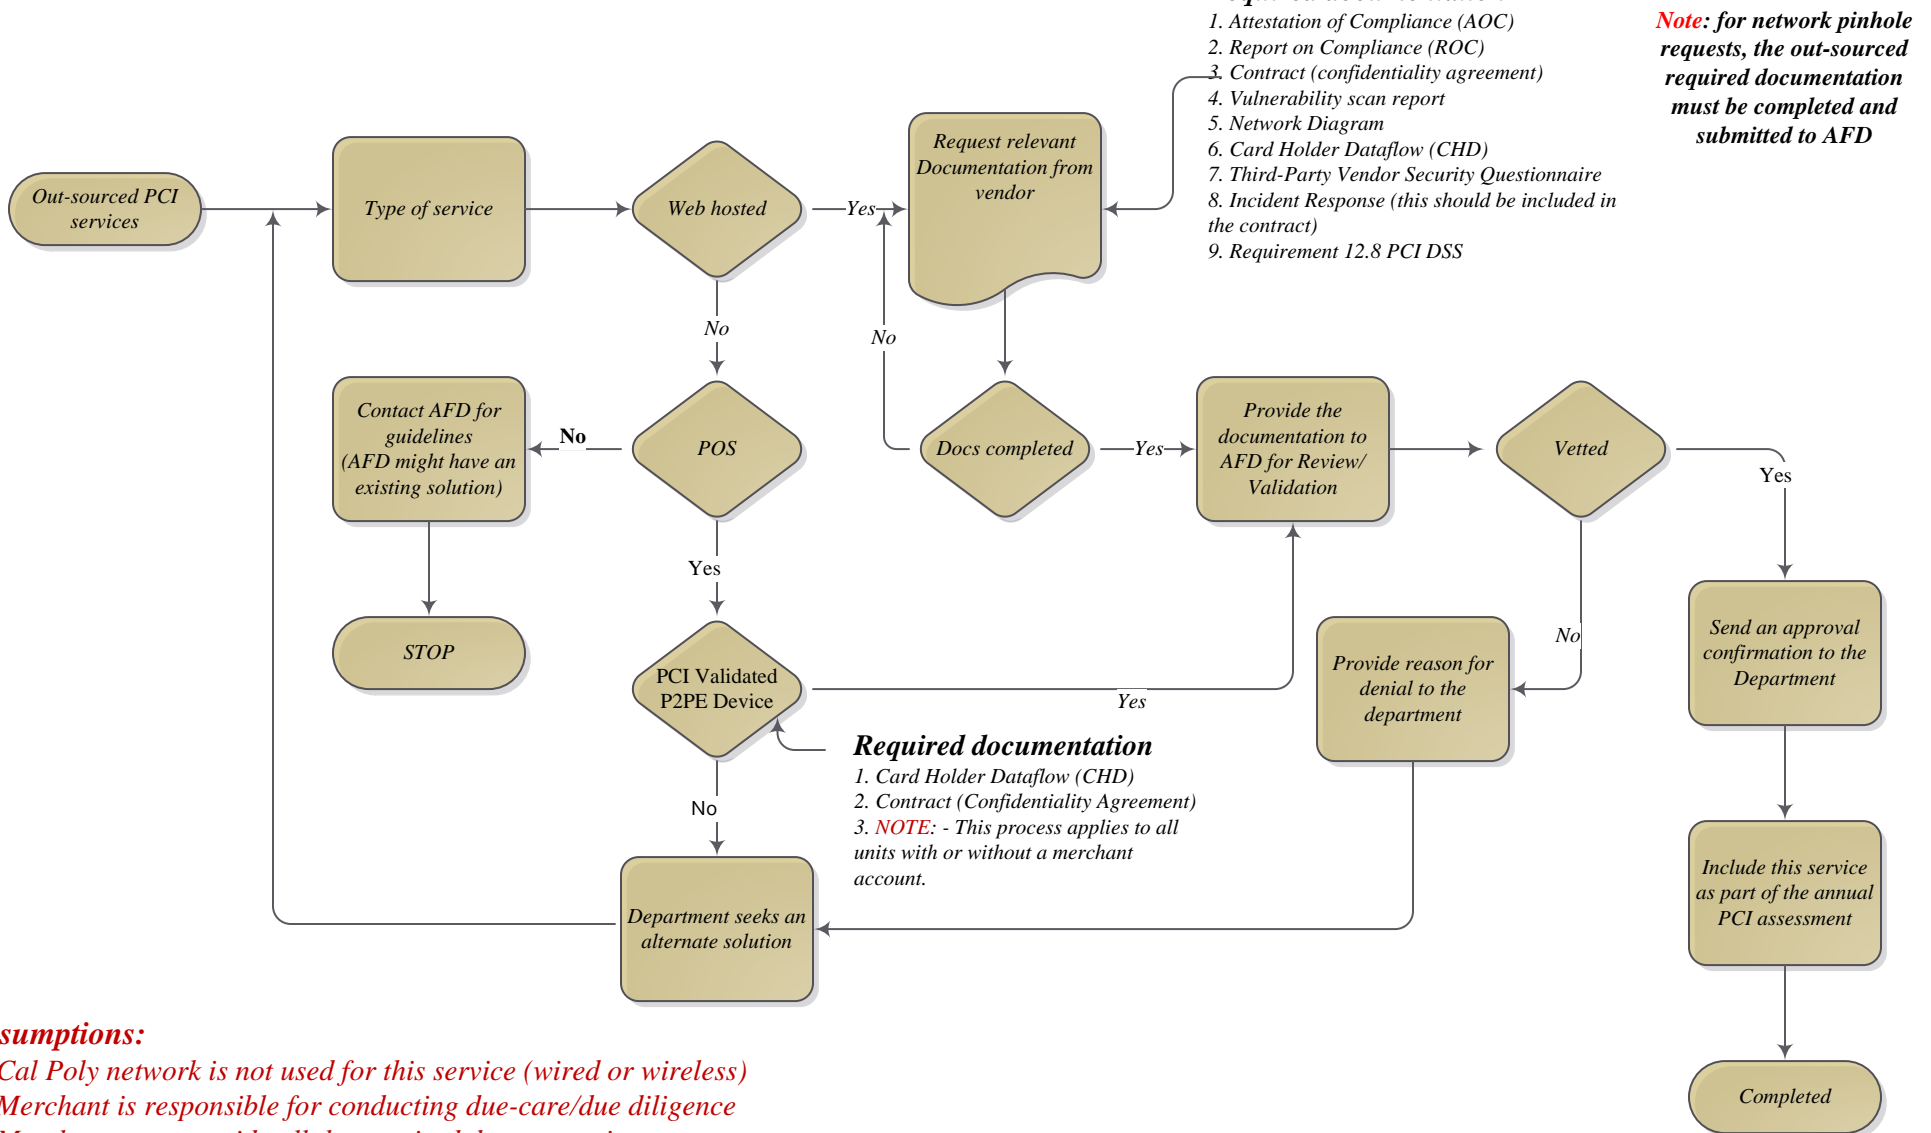 1. Attestation of Compliance (AOC)
2. Report on Compliance (ROC)
3. Contract (confidentiality agreement)
4. Vulnerability scan report
5. Network Diagram
6. Card Holder Dataflow (CHD)
7. Third-Party Vendor Security Questionnaire
8. Incident Response (this should be included in
the contract)
9. Requirement 12.8 PCI DSS
Note: for network pinhole
requests, the out-sourced
required documentation
must be completed and
submitted to AFD
Out-sourced PCI
services
Type of service
Web hosted
Yes
Request relevant
Documentation from
vendor
No
No
Contact AFD for
guidelines
(AFD might have an
existing solution)
No
POS
Docs completed
Yes
Provide the
documentation to
AFD for Review/
Validation
Vetted
Yes
Yes
STOP
PCI Validated
P2PE Device
Yes
No
Provide reason for
denial to the
department
Send an approval
confirmation to the
Department
Required documentation
1. Card Holder Dataflow (CHD)
2. Contract (Confidentiality Agreement)
3. NOTE: - This process applies to all
units with or without a merchant
account.
No
Department seeks an
alternate solution
Include this service
as part of the annual
PCI assessment
Completed
sumptions:
Cal Poly network is not used for this service (wired or wireless)
Merchant is responsible for conducting due-care/due diligence